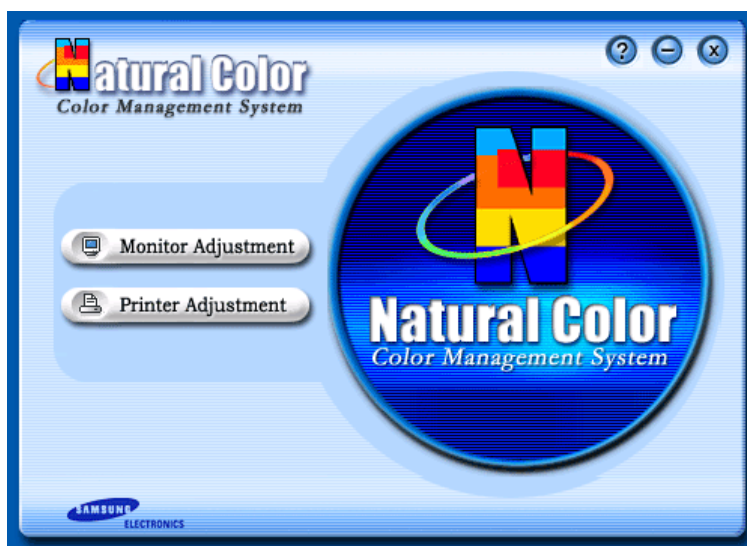 Natural Color
Color Management System
? – x
Monitor Adjustment
Printer Adjustment
N
Natural Color
Color Management System
SAMSUNG
ELECTRONICS